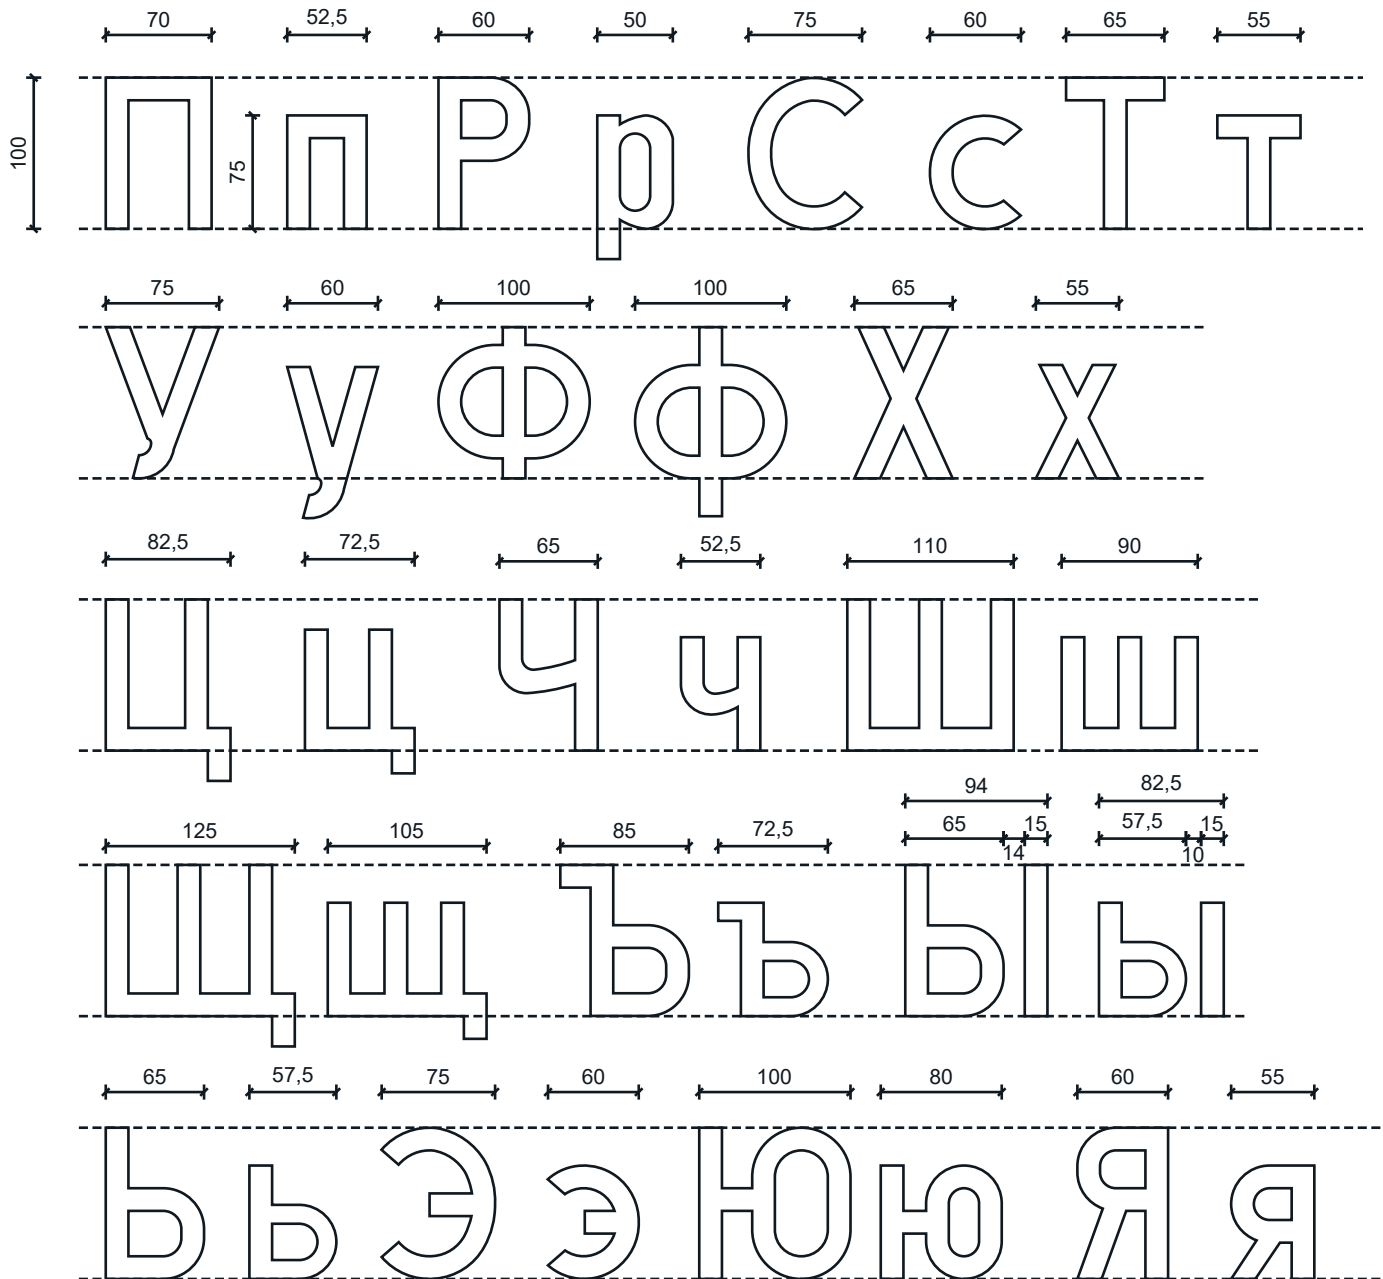 70 52,5 60 50 75 60 65 55
100 75 П п Р р С с Т т
75 60 100 100 65 55
У у Ф ф Х х
82,5 72,5 65 52,5 110 90
Ц ц Ч ч Ш ш
94 82,5
125 105 85 72,5 65 14 15 57,5 10 15
Щ щ Ъ ъ Ы ы
65 57,5 75 60 100 80 60 55
Ь ь Э э Ю ю Я я